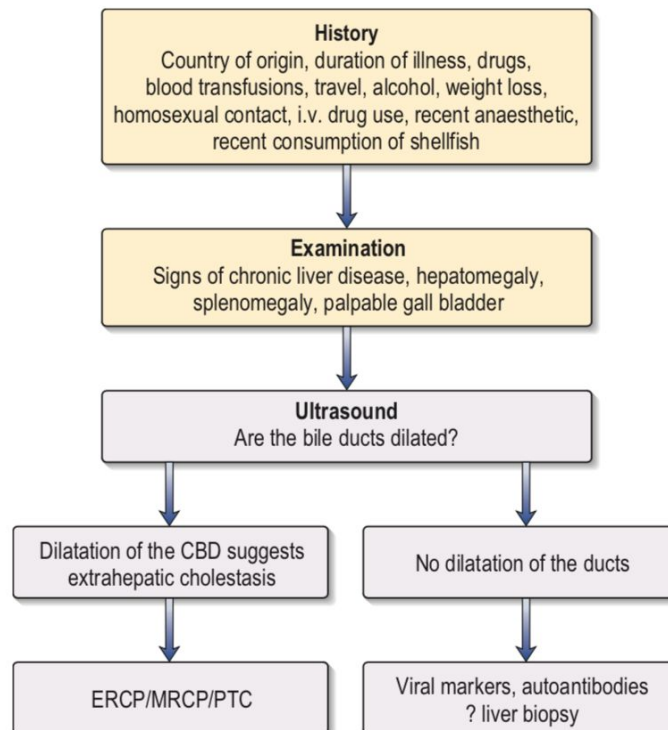 History
Country of origin, duration of illness, drugs,
blood transfusions, travel, alcohol, weight loss,
homosexual contact, i.v. drug use, recent anaesthetic,
recent consumption of shellfish
Examination
Signs of chronic liver disease, hepatomegaly,
splenomegaly, palpable gall bladder
Ultrasound
Are the bile ducts dilated?
Dilatation of the CBD suggests
extrahepatic cholestasis
No dilatation of the ducts
ERCP/MRCP/PTC
Viral markers, autoantibodies
? liver biopsy